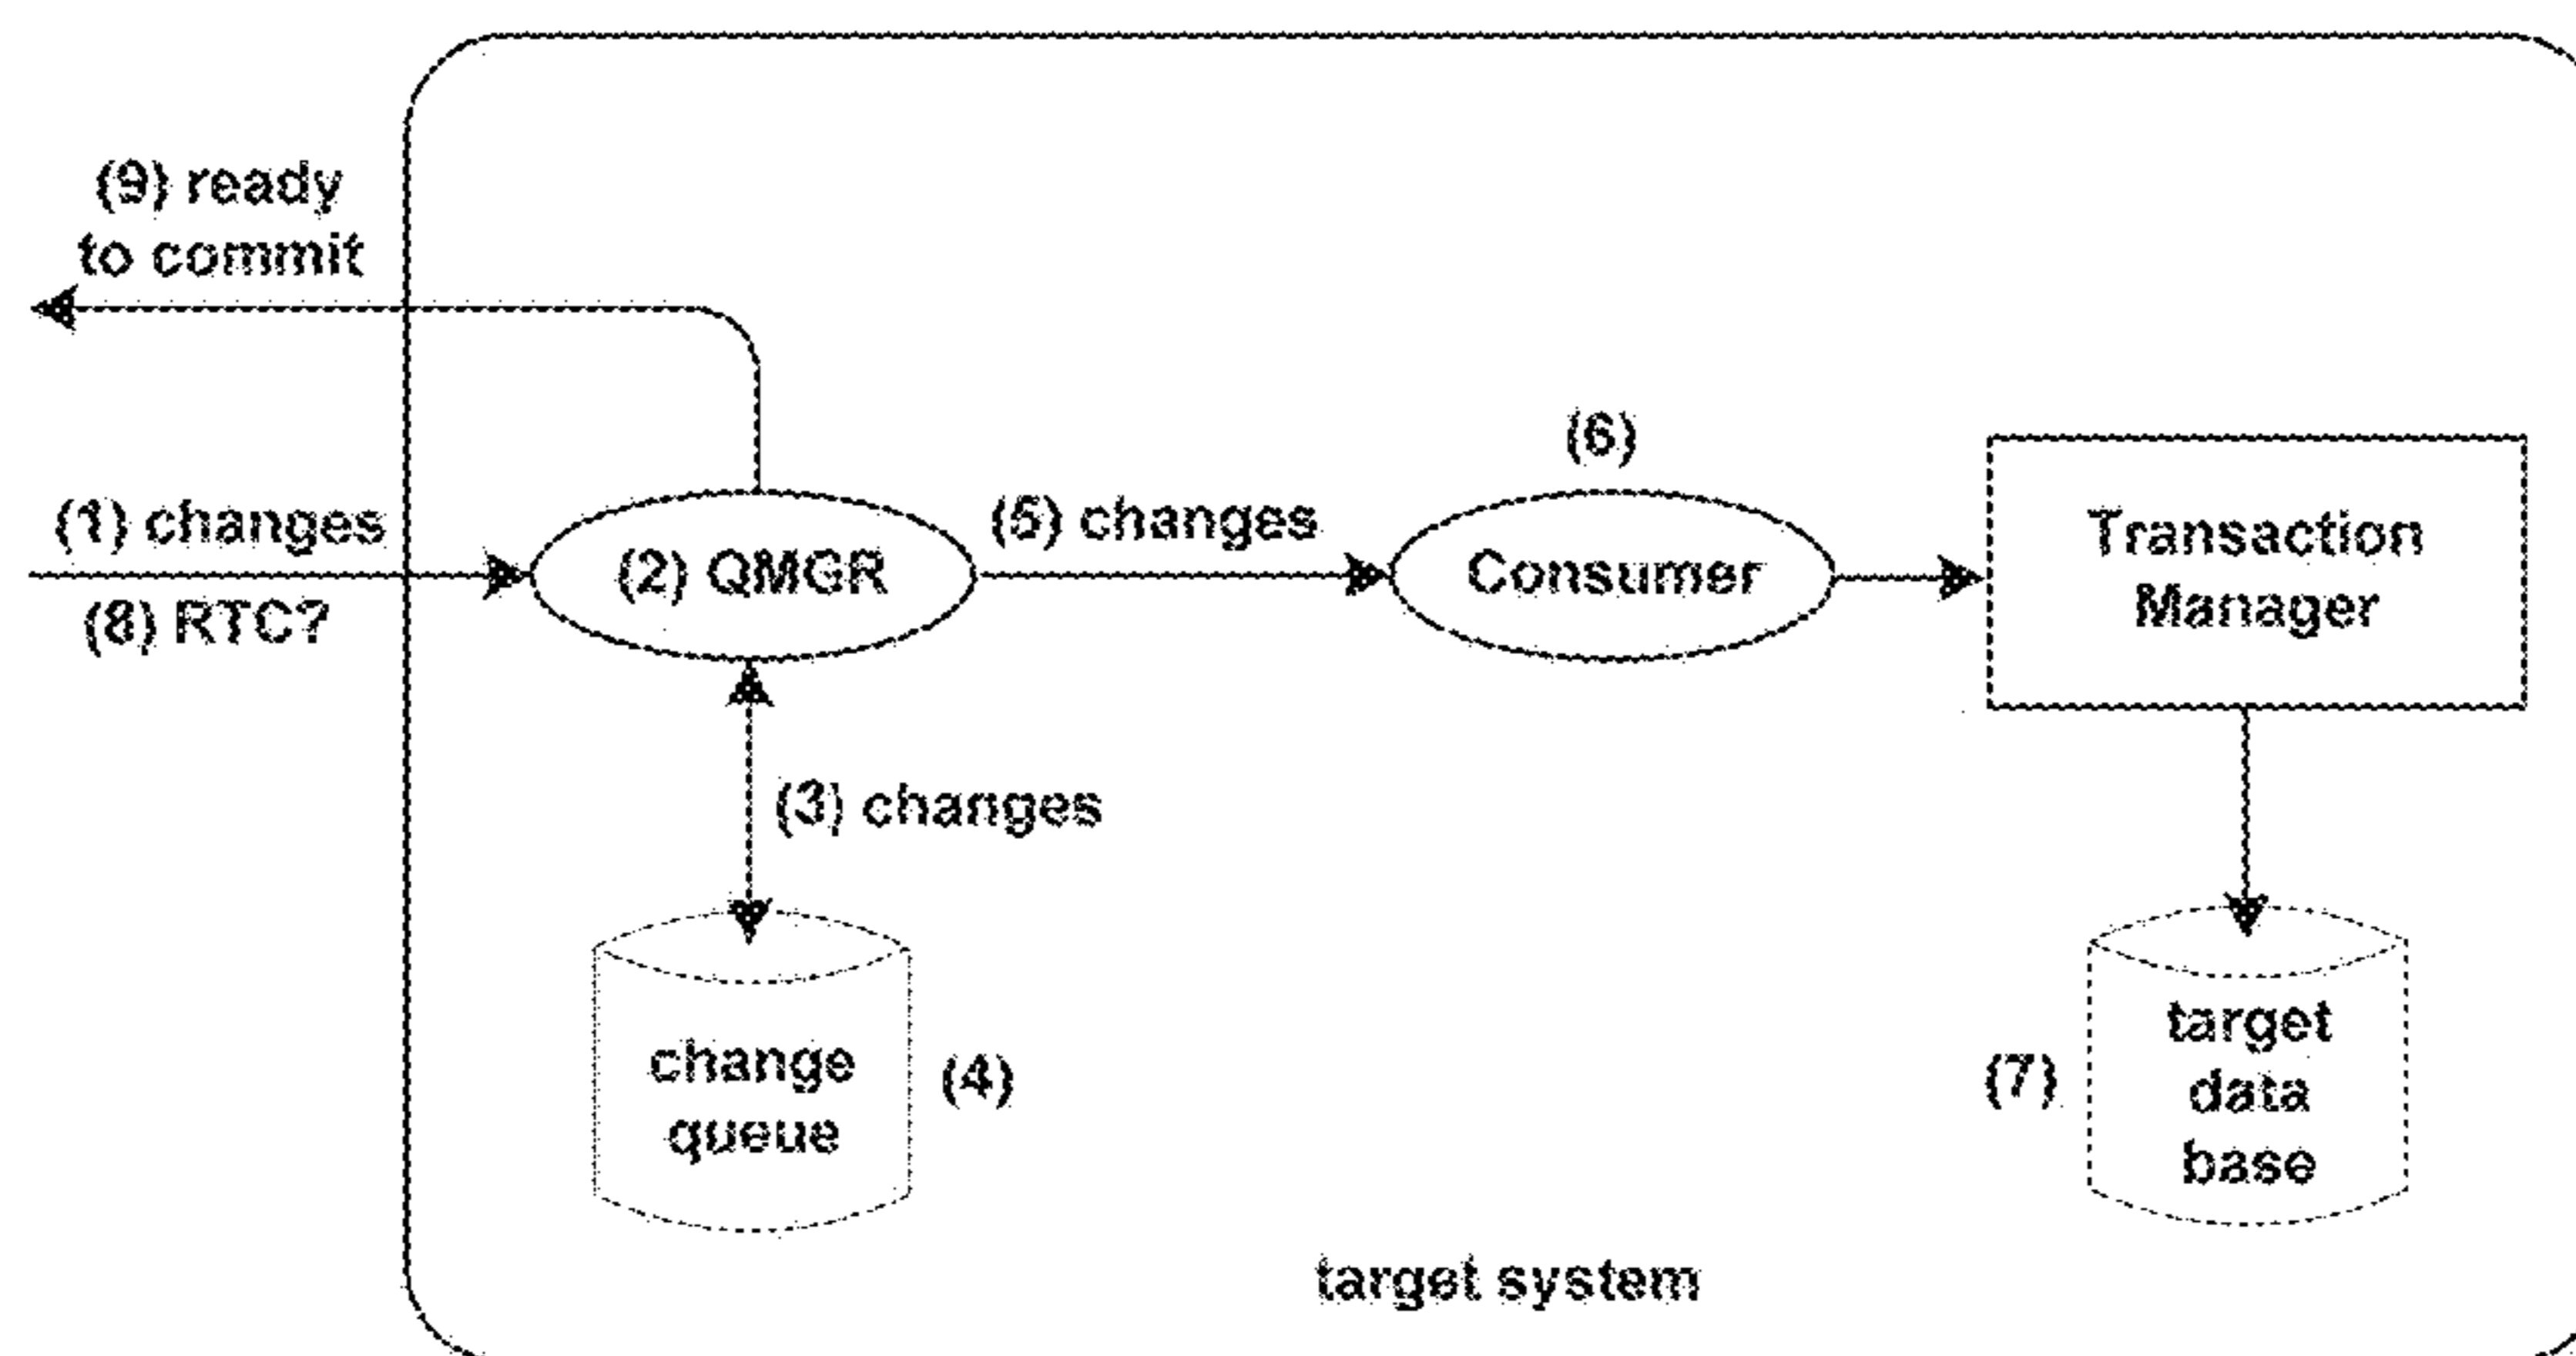 (9) ready
to commit
(1) changes
(8) RTC?
(2) QMGR
(5) changes
(6)
Consumer
Transaction
Manager
(3) changes
change
queue
(4)
(7)
target
data
base
target system